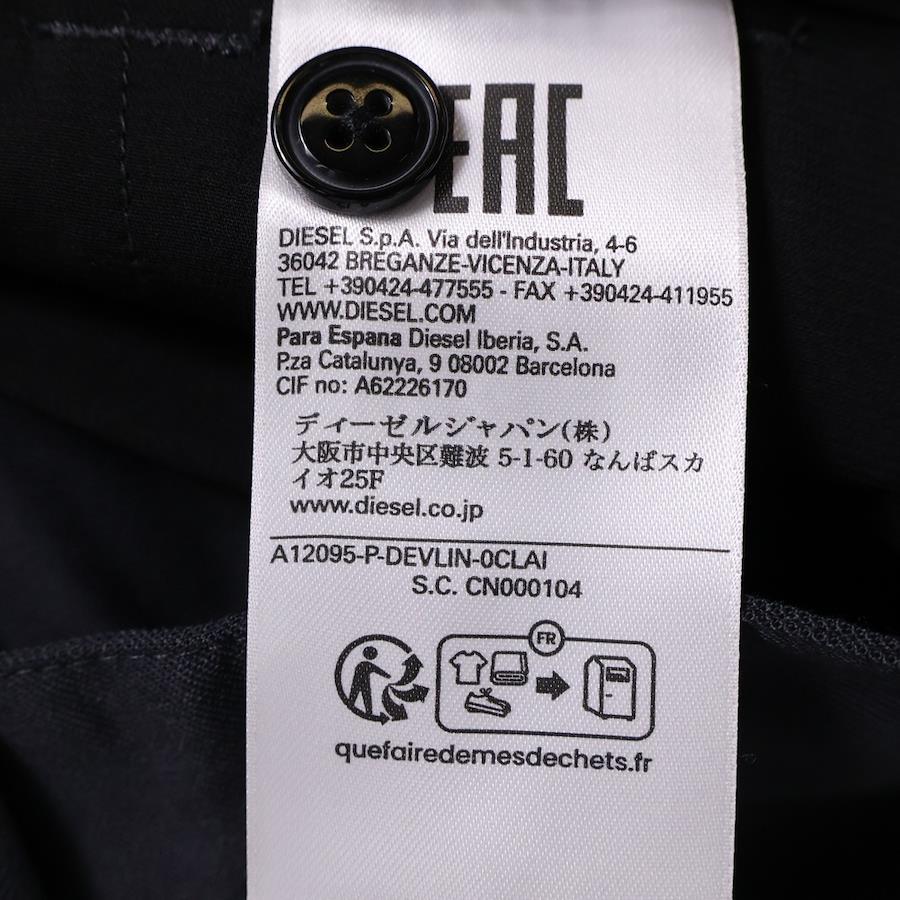 EAC
DIESEL S.p.A. Via dell'Industria, 4-6
36042 BREGANZE-VICENZA-ITALY
TEL +390424-477555 - FAX +390424-411955
WWW.DIESEL.COM
Para Espana Diesel Iberia, S.A.
P.za Catalunya, 9 08002 Barcelona
CIF no: A62226170
ディーゼルジャパン(株)
大阪市中央区難波 5-1-60 なんばスカ
イオ25F
www.diesel.co.jp
A12095-P-DEVLIN-0CLAI
S.C. CN000104
FR
quefairedemesdechets.fr